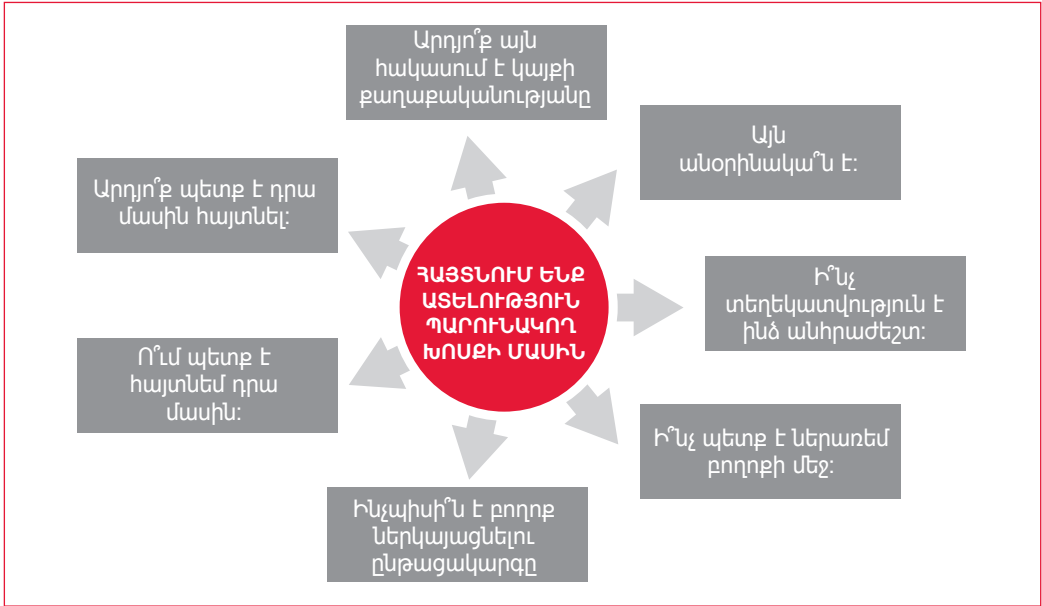 Արդյո՞ք այն
հակասում է կայքի
քաղաքականությանը
Այն
անօրինակա՞ն է:
Արդյո՞ք պետք է դրա
մասին հայտնել:
ՀԱՅՏՆՈՒՄ ԵՆՔ
ԱՏԵԼՈՒԹՅՈՒՆ
ՊԱՐՈՒՆԱԿՈՂ
ԽՈՍՔԻ ՄԱՍԻՆ
Ի՞նչ
տեղեկատվություն է
ինձ անհրաժեշտ:
Ո՞ւմ պետք է
հայտնեմ դրա
մասին:
Ի՞նչ պետք է ներառեմ
բողոքի մեջ:
Ինչպիսի՞ն է բողոք
ներկայացնելու
ընթացակարգը